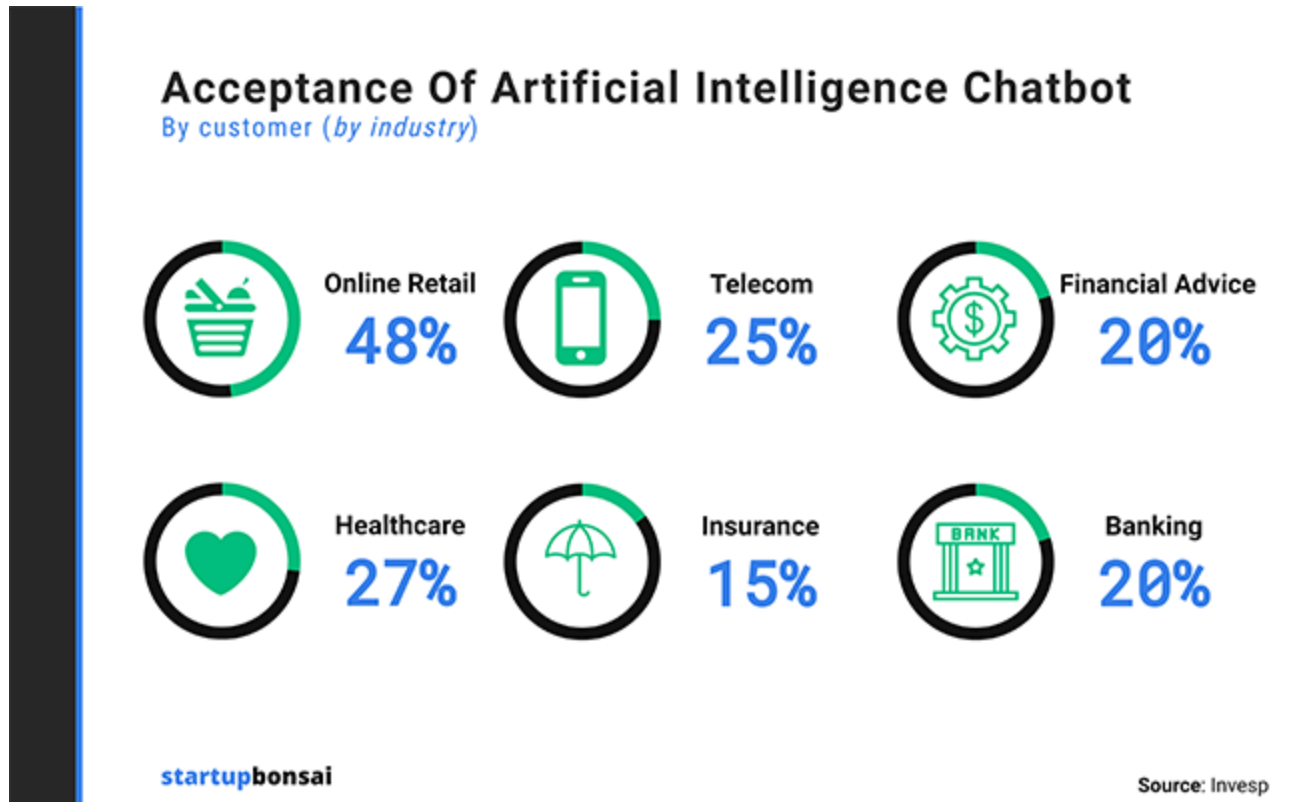 Acceptance Of Artificial Intelligence Chatbot
By customer (by industry)
Online Retail
48%
Telecom
25%
Financial Advice
20%
Healthcare
27%
Insurance
15%
BANK
Banking
20%
startupbonsai
Source: Invesp